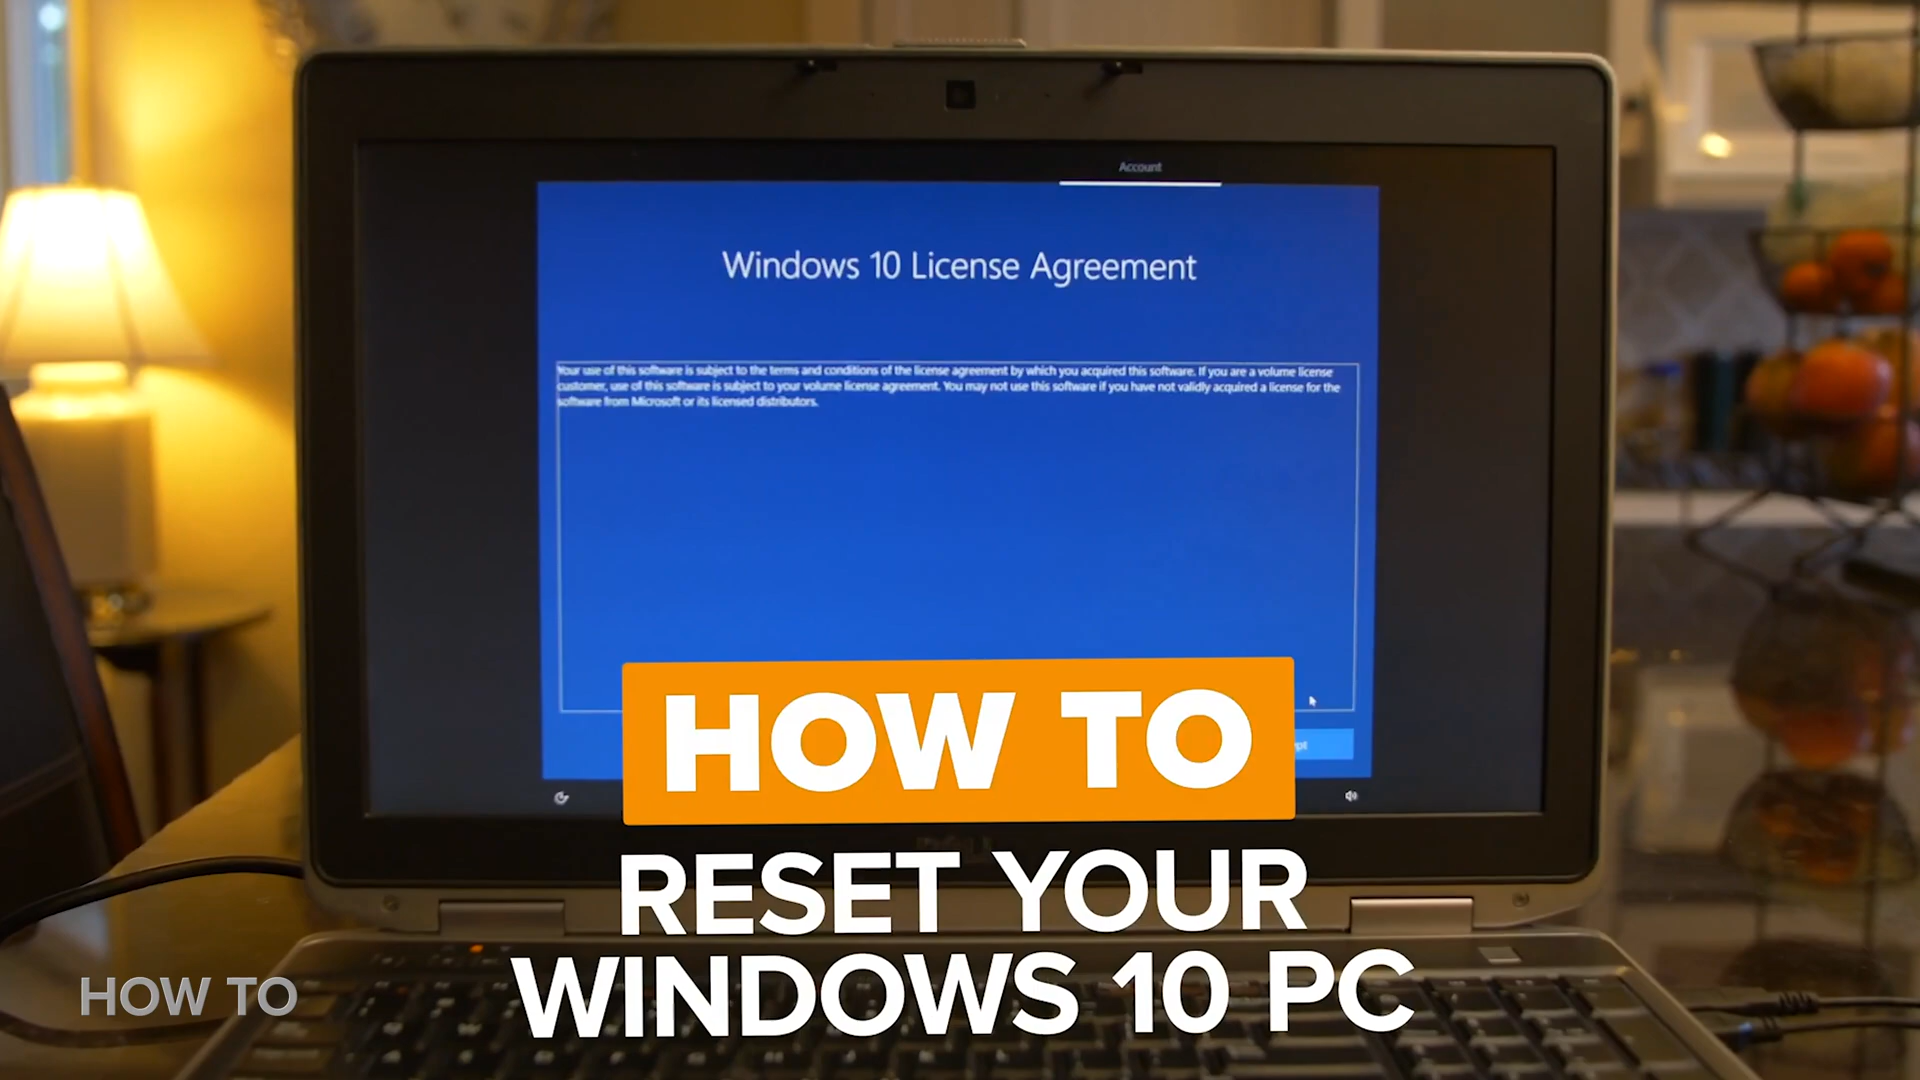 Account
Windows 10 License Agreement
Your use of this software is subject to the terms and conditions of the license agreement by which you acquired this software. If you are a volume license
customer, use of this software is subject to your volume license agreement. You may not use this software if you have not validly acquired a license for the
software from Microsoft or its licensed distributors.
HOW TO
RESET YOUR
WINDOWS 10 PC
HOW TO